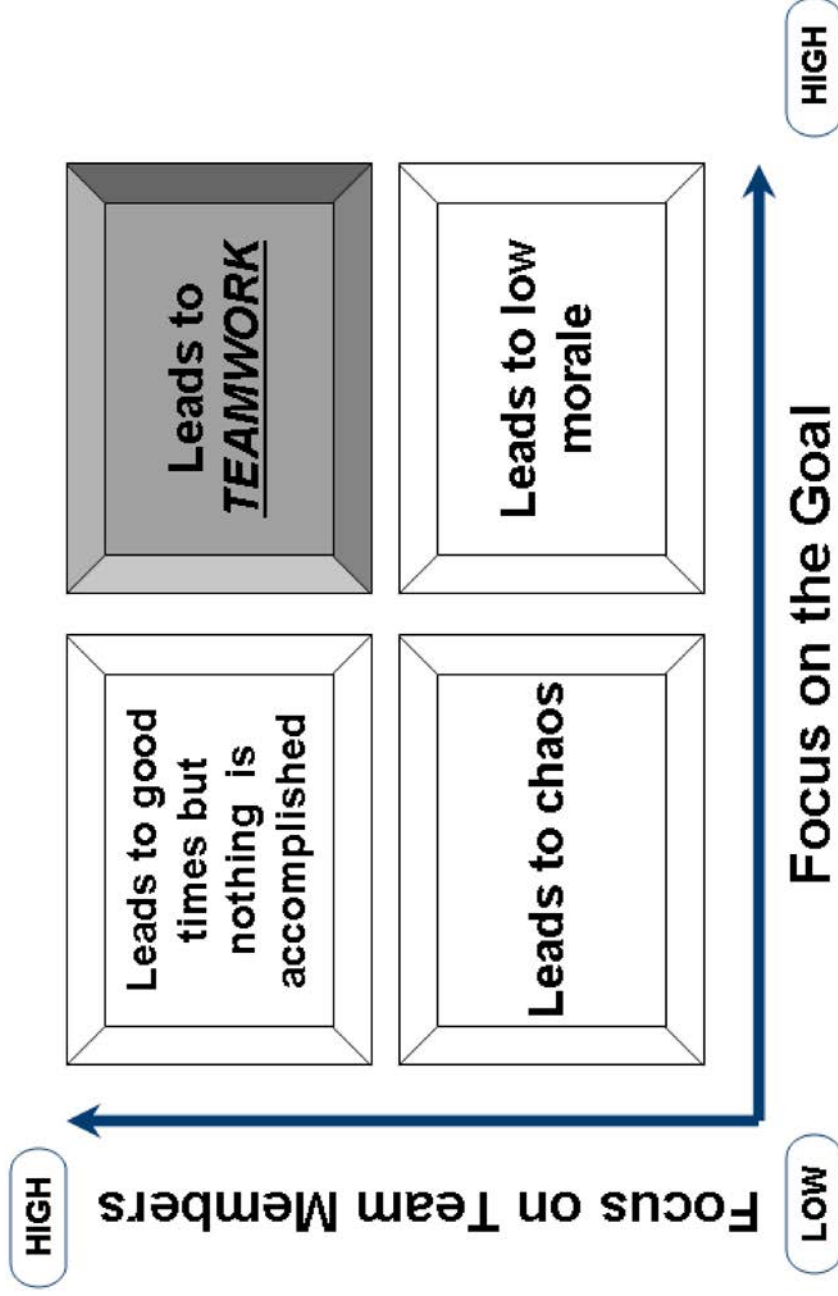 HIGH
Focus on Team Members
Leads to good
times but
nothing is
accomplished
Leads to
TEAMWORK
Leads to chaos
Leads to low
morale
LOW
Focus on the Goal
HIGH